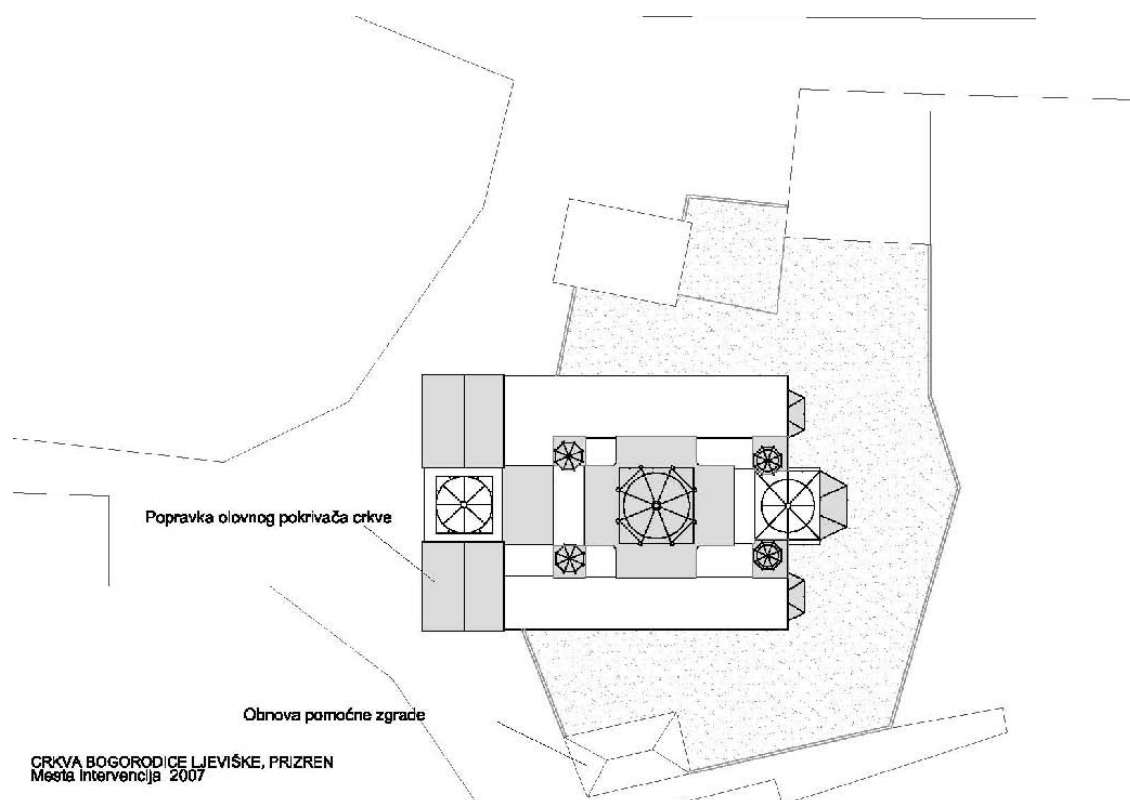 Popravka olovnog pokrivača crkve
Obnova pomoćne zgrade
CRKVA BOGORODICE LJEVIŠKE, PRIZREN
Mesta intervencija 2007